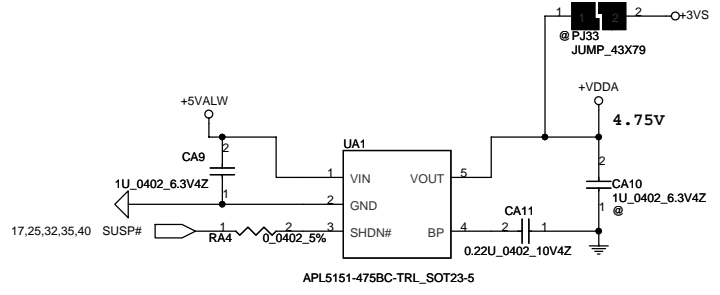 1 1 2 2 +3VS
@ PJ33
JUMP_43X79
+VDDA
4.75V
+5VALW
UA1
2
CA9
1
1U_0402_6.3V4Z
1 VIN VOUT 5
2 GND
17,25,32,35,40 SUSP# 1 2 3 SHDN# BP 4
RA4 0_0402_5%
2 CA11 1
0.22U_0402_10V4Z
2
CA10
1U_0402_6.3V4Z
1 @
APL5151-475BC-TRL_SOT23-5